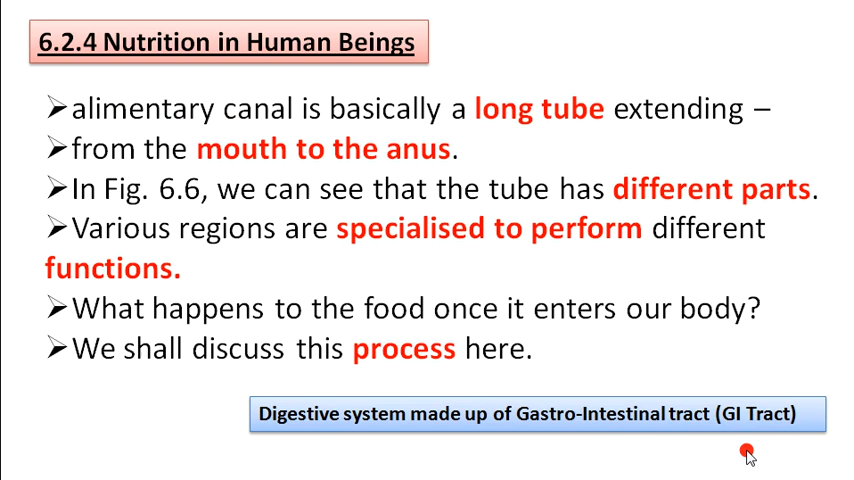 6.2.4 Nutrition in Human Beings
➢alimentary canal is basically a long tube extending –
➢from the mouth to the anus.
➢In Fig. 6.6, we can see that the tube has different parts.
➢Various regions are specialised to perform different
functions.
➢What happens to the food once it enters our body?
➢We shall discuss this process here.
Digestive system made up of Gastro-Intestinal tract (GI Tract)